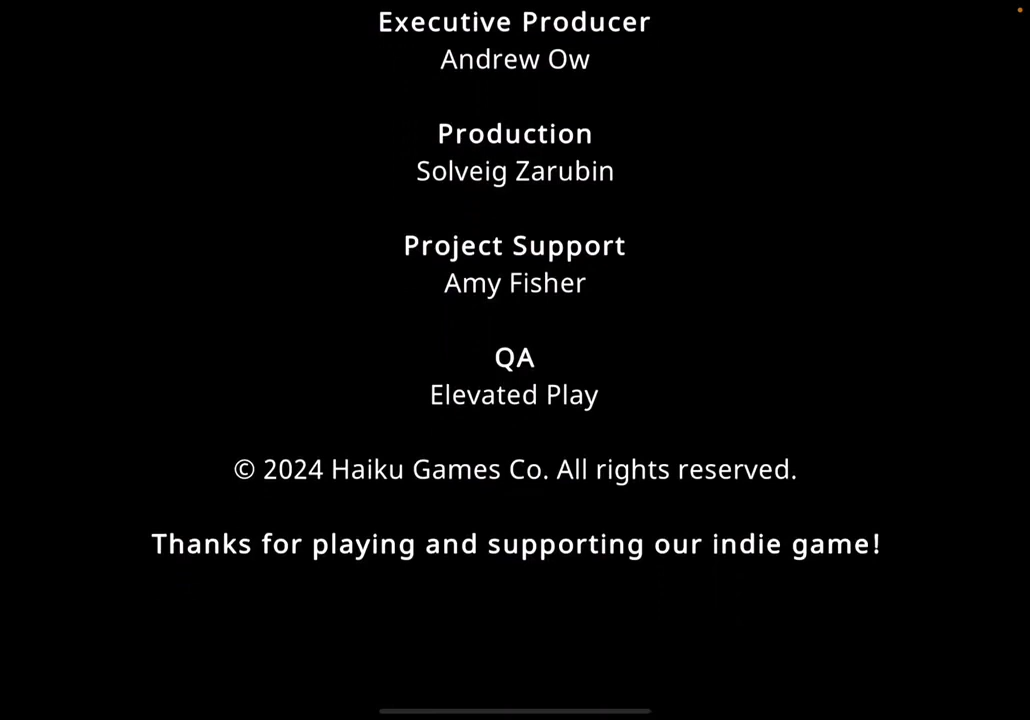 Executive Producer
Andrew Ow
Production
Solveig Zarubin
Project Support
Amy Fisher
QA
Elevated Play
© 2024 Haiku Games Co. All rights reserved.
Thanks for playing and supporting our indie game!